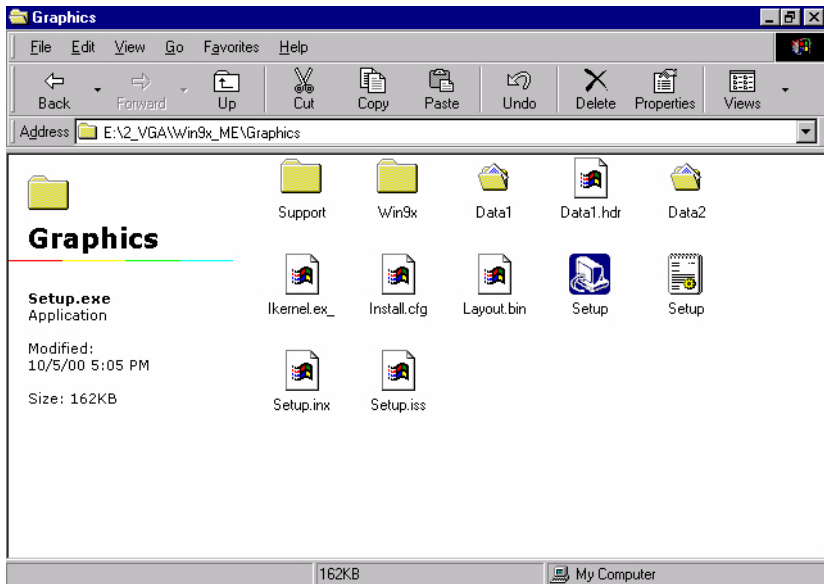 Graphics
File Edit View Go Favorites Help
Back Forward Up Cut Copy Paste Undo Delete Properties Views
Address E:\2_VGA\Win9x_ME\Graphics
Support Win9x Data1 Data1.hdr Data2
Graphics
Setup.exe
Application
Ikernel.ex_ Install.cfg Layout.bin Setup Setup
Modified:
10/5/00 5:05 PM
Size: 162KB
Setup.inx Setup.iss
162KB My Computer